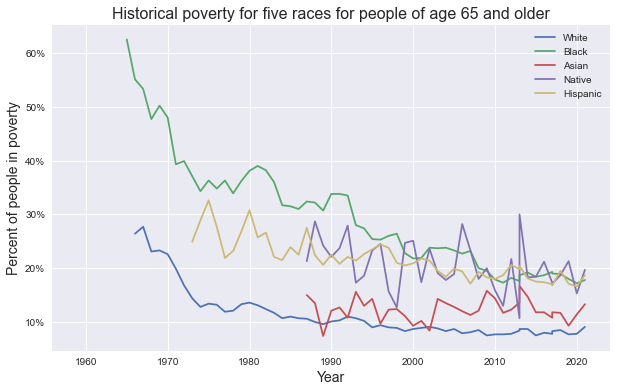 Historical poverty for five races for people of age 65 and older
White
Black
Asian
Native
Hispanic
60%
50%
40%
30%
20%
10%
Percent of people in poverty
1960 1970 1980 1990 2000 2010 2020
Year